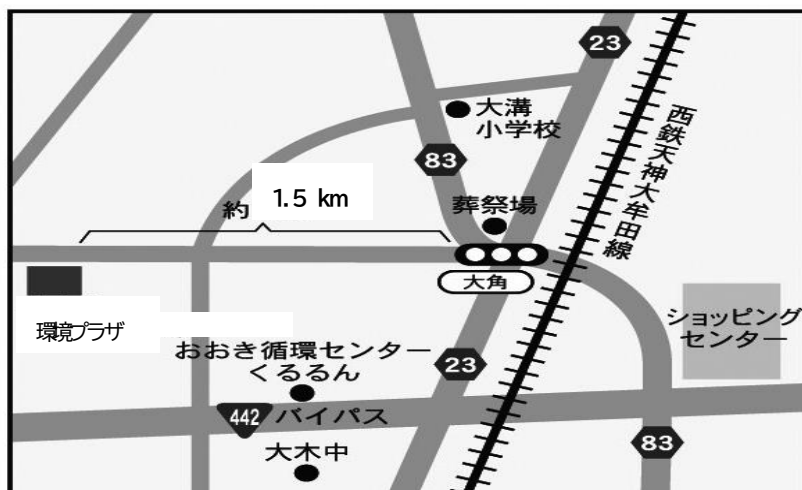 23
大溝
小学校
83
西鉄天神大牟田線
約 1.5 km
葬祭場
大角
環境プラザ
ショッピング
センター
おおき循環センター
くるるん
23
442 バイパス
大木中
83